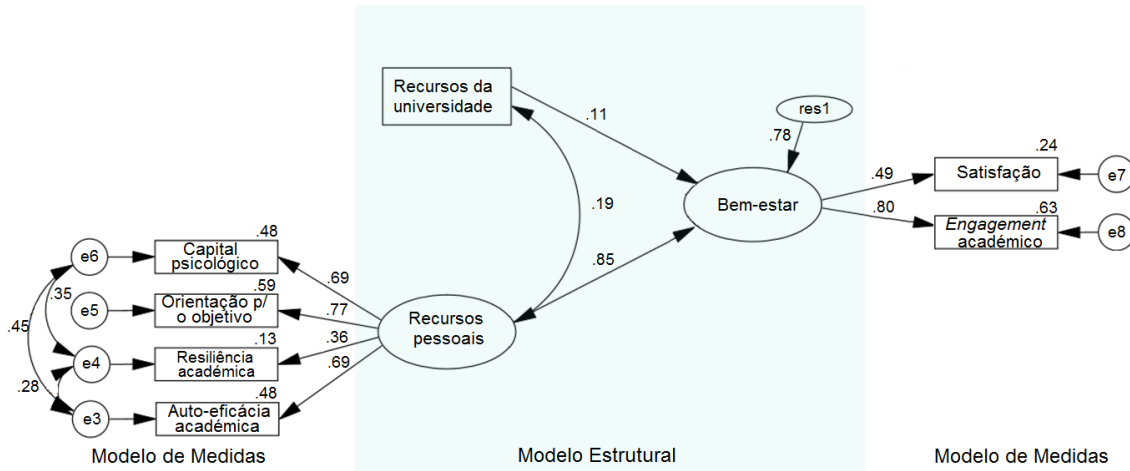 Recursos da
universidade
.11
res1
.78
.24
Satisfação
e7
.49
Bem-estar
.80
.63
Engagement
académico
e8
.19
.85
.48
e6
Capital
psicológico
.69
.35
.59
e5
Orientação p/
o objetivo
.77
Recursos
pessoais
.45
.13
e4
Resiliência
académica
.36
.69
.28
.48
e3
Auto-eficácia
académica
Modelo de Medidas
Modelo Estrutural
Modelo de Medidas